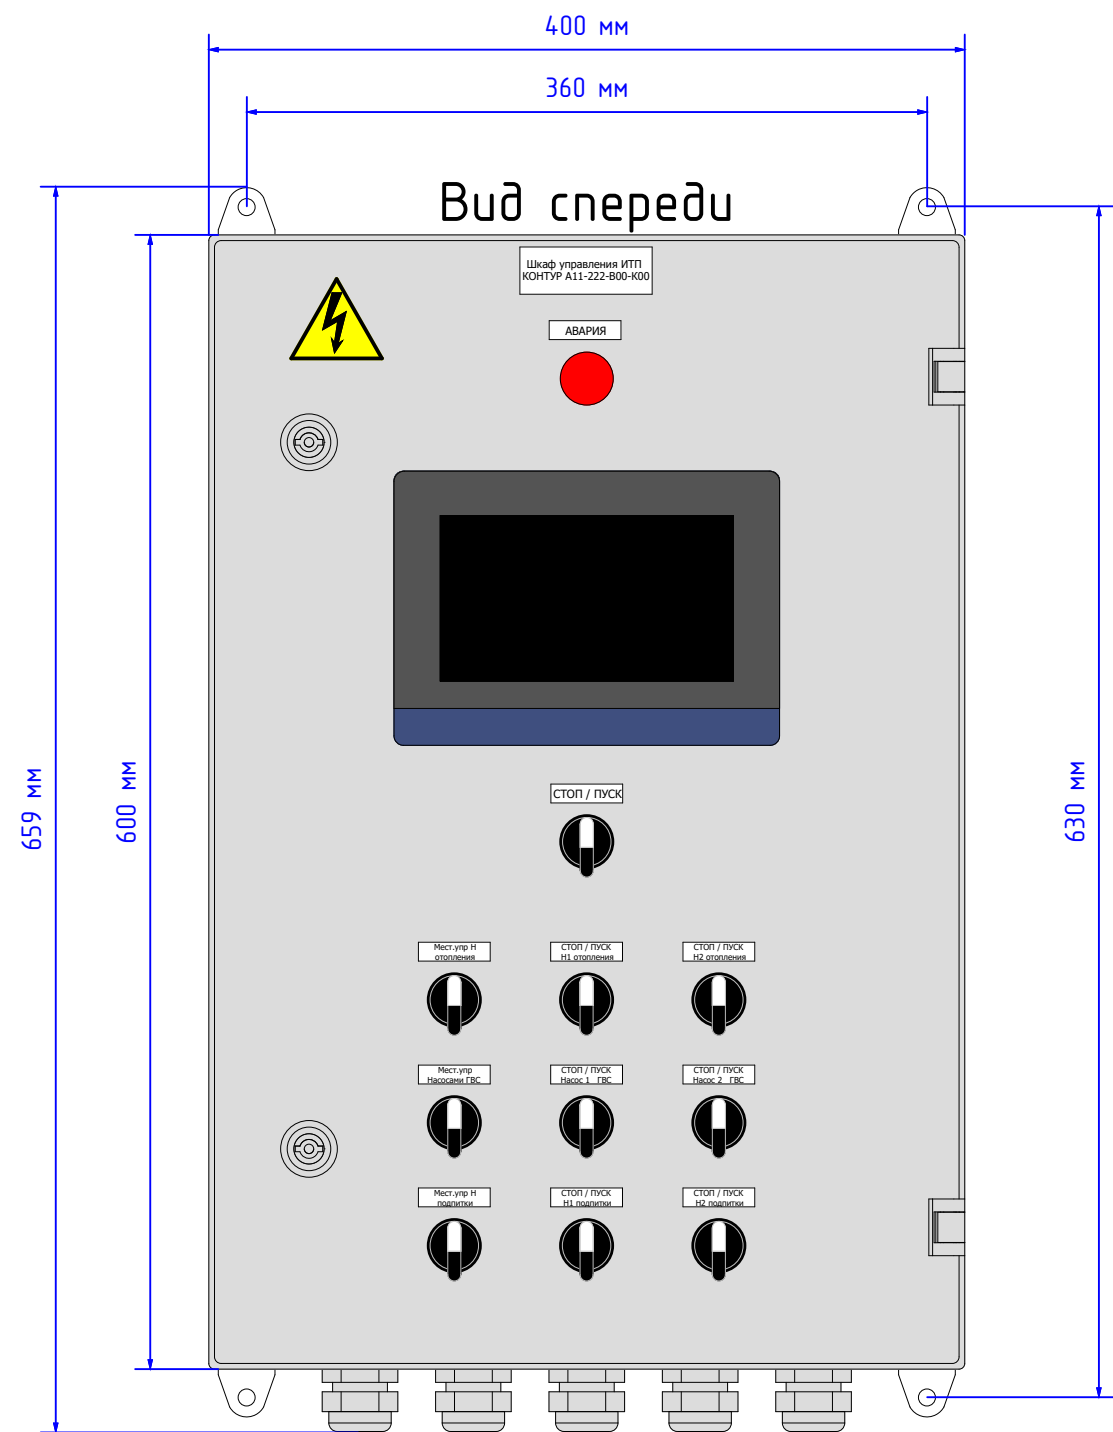 400 мм
360 мм
Вид спереди
Шкаф управления ИТП
КОНТУР А11-222-В00-К00
АВАРИЯ
659 мм
600 мм
630 мм
СТОП / ПУСК
Мест.упр Н
отопления
СТОП / ПУСК
Н1 отопления
СТОП / ПУСК
Н2 отопления
Мест.упр
Насосами ГВС
СТОП / ПУСК
Насос 1 ГВС
СТОП / ПУСК
Насос 2 ГВС
Мест.упр Н
подпитки
СТОП / ПУСК
Н1 подпитки
СТОП / ПУСК
Н2 подпитки